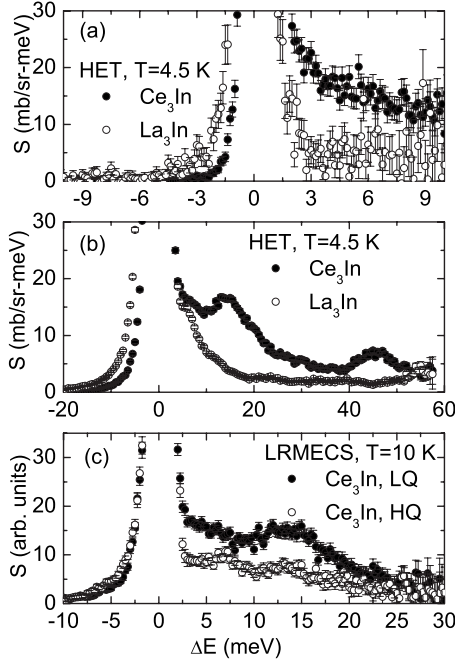 (a)
HET, T=4.5 K
Ce3In
La3In
S (mb/sr-meV)
30
20
10
0
-9 -6 -3 0 3 6 9
(b)
HET, T=4.5 K
Ce3In
La3In
S (mb/sr-meV)
30
20
10
0
-20 0 20 40 60
(c)
LRMECS, T=10 K
Ce3In, LQ
Ce3In, HQ
S (arb. units)
30
20
10
0
-10 -5 0 5 10 15 20 25 30
ΔE (meV)